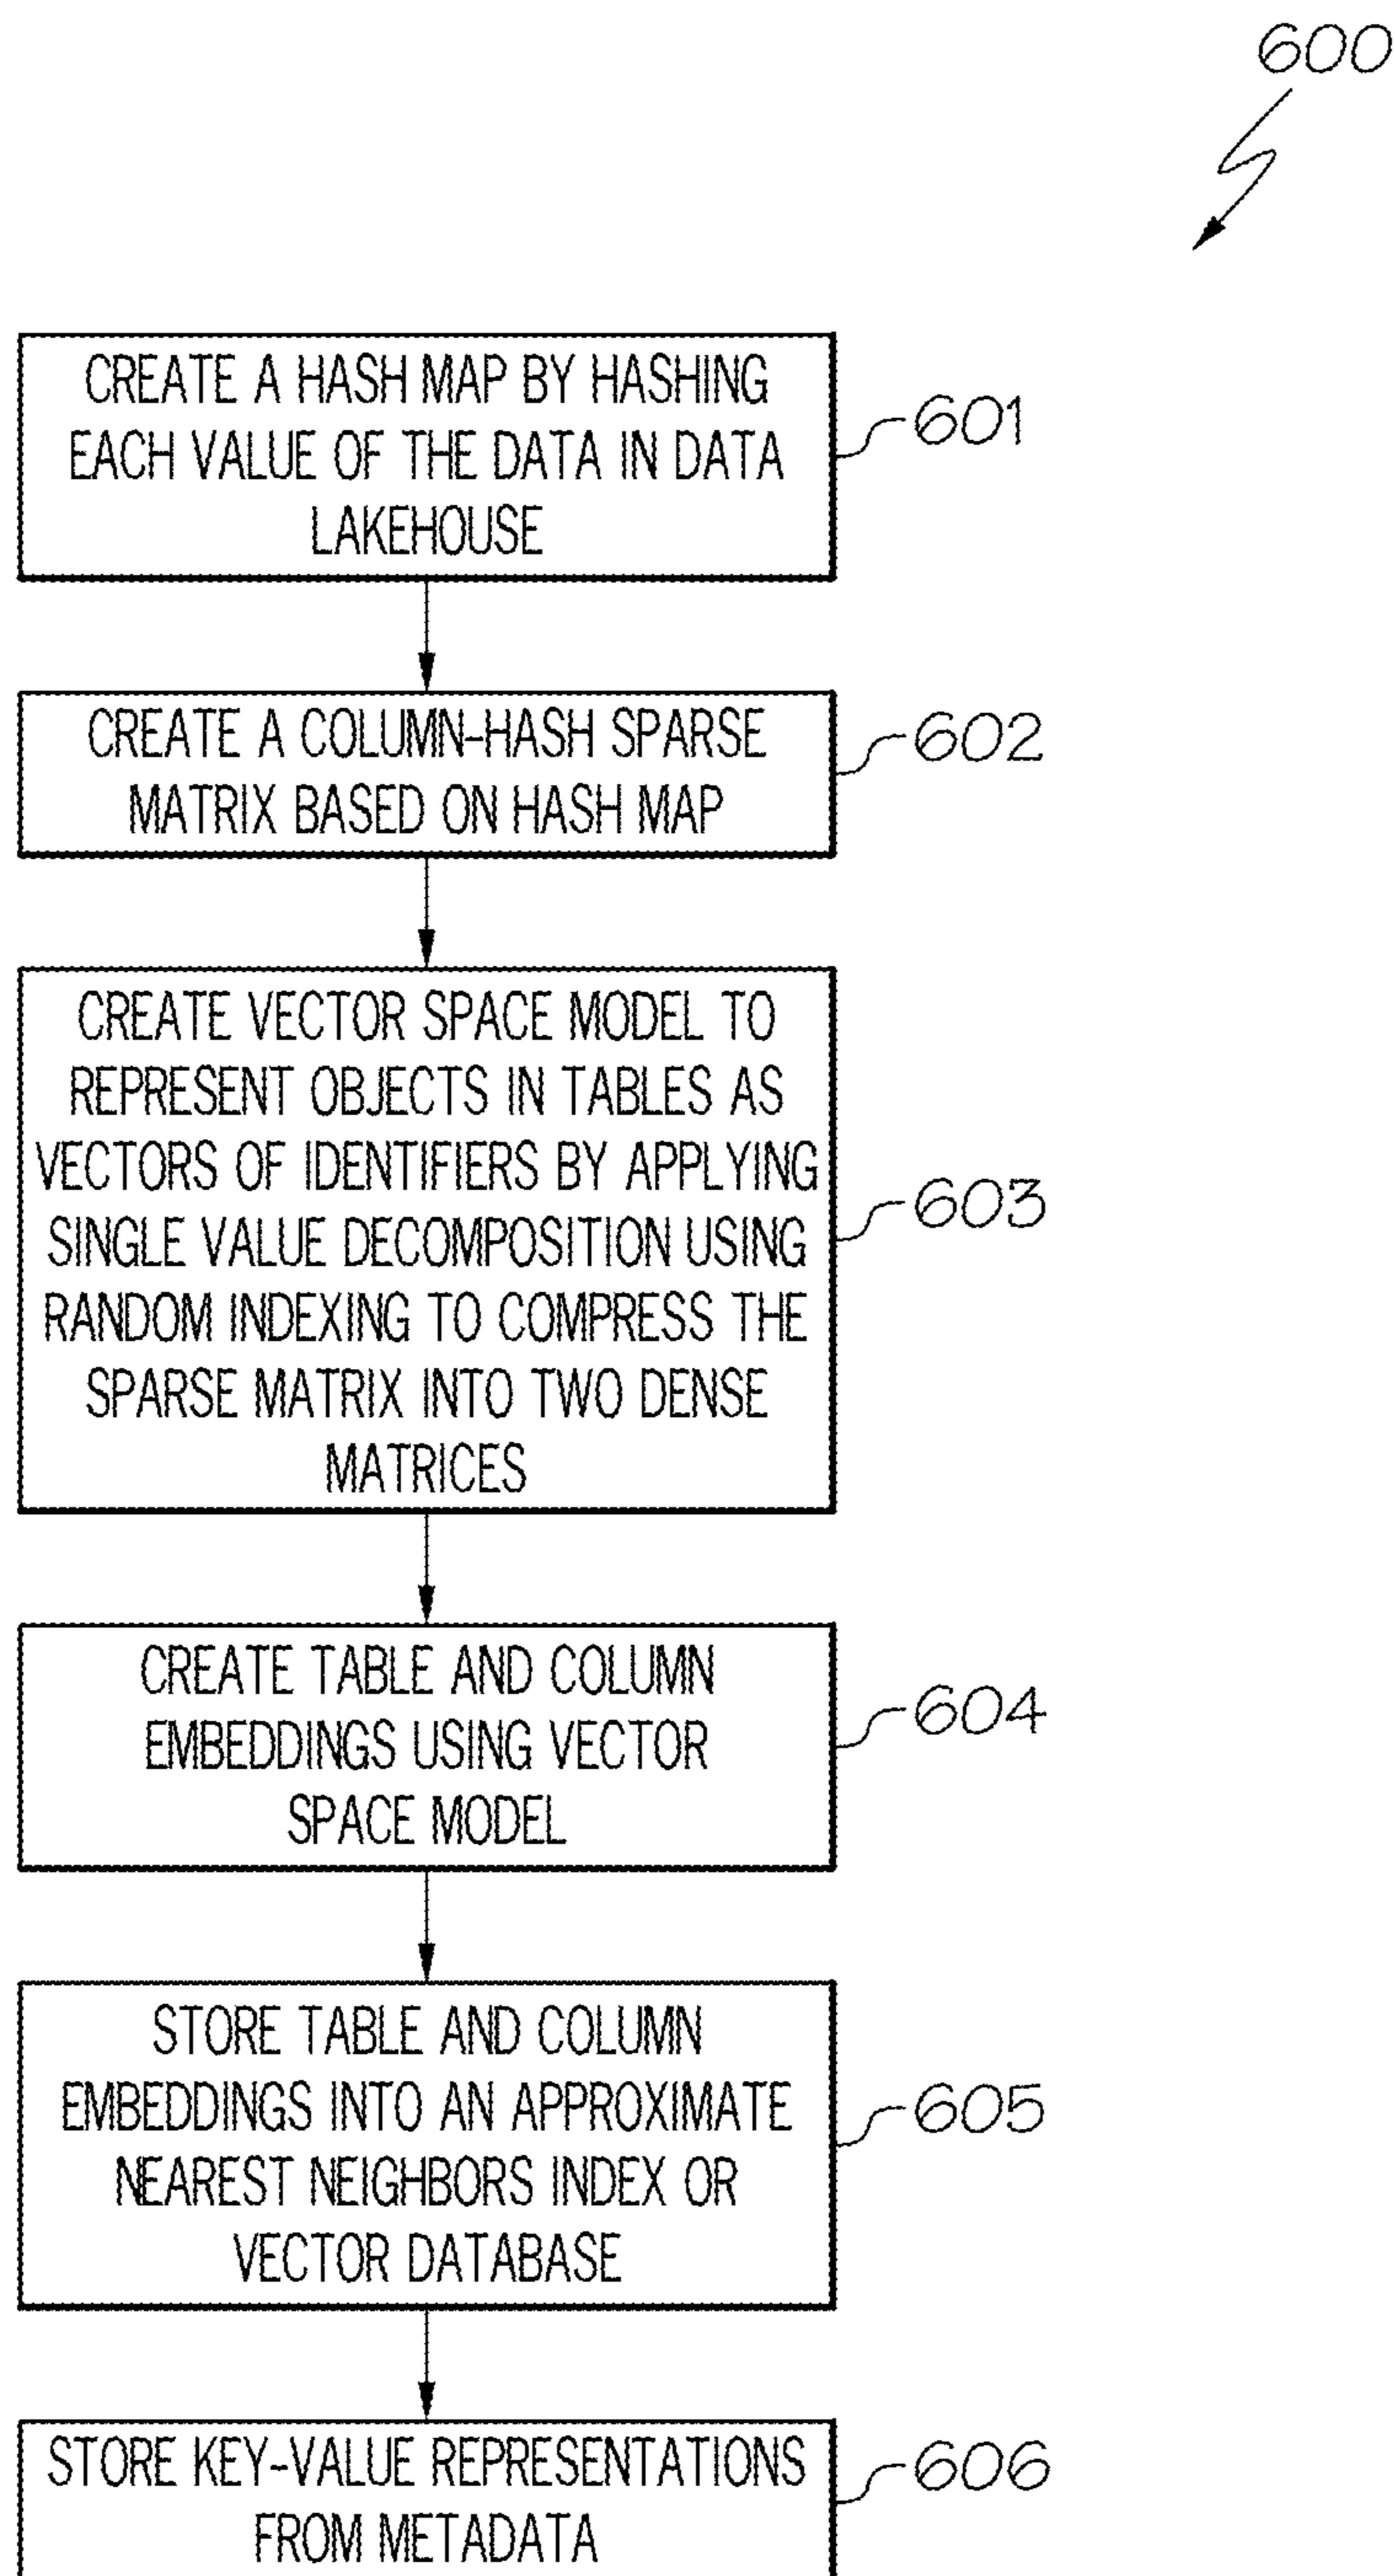 600
CREATE A HASH MAP BY HASHING
EACH VALUE OF THE DATA IN DATA
LAKEHOUSE
601
CREATE A COLUMN-HASH SPARSE
MATRIX BASED ON HASH MAP
602
CREATE VECTOR SPACE MODEL TO
REPRESENT OBJECTS IN TABLES AS
VECTORS OF IDENTIFIERS BY APPLYING
SINGLE VALUE DECOMPOSITION USING
RANDOM INDEXING TO COMPRESS THE
SPARSE MATRIX INTO TWO DENSE
MATRICES
603
CREATE TABLE AND COLUMN
EMBEDDINGS USING VECTOR
SPACE MODEL
604
STORE TABLE AND COLUMN
EMBEDDINGS INTO AN APPROXIMATE
NEAREST NEIGHBORS INDEX OR
VECTOR DATABASE
605
STORE KEY-VALUE REPRESENTATIONS
FROM METADATA
606